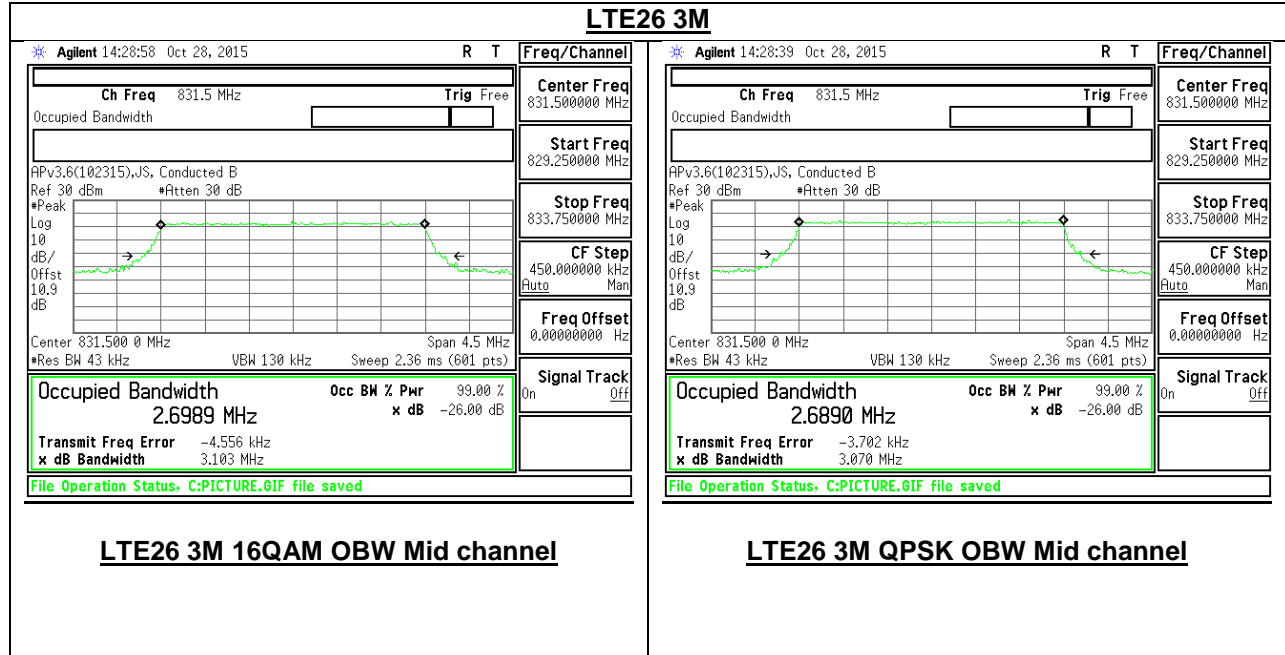 LTE26 3M
Agilent 14:28:58 Oct 28, 2015 R T Freq/Channel
Ch Freq 831.5 MHz Trig Free
Occupied Bandwidth
Center Freq
831.500000 MHz
Start Freq
829.250000 MHz
APv3.6(102315),JS, Conducted B
Ref 30 dBm #Atten 30 dB
#Peak
Log
10
dB/
Offst
10.9
dB
Stop Freq
833.750000 MHz
CF Step
450.000000 kHz
Auto Man
Freq Offset
0.00000000 Hz
Center 831.500 0 MHz Span 4.5 MHz
#Res BW 43 kHz VBW 130 kHz Sweep 2.36 ms (601 pts)
Signal Track
On Off
Occupied Bandwidth Occ BW % Pwr 99.00 %
2.6989 MHz x dB -26.00 dB
Transmit Freq Error -4.556 kHz
x dB Bandwidth 3.103 MHz
File Operation Status, C:PICTURE.GIF file saved
LTE26 3M 16QAM OBW Mid channel
Agilent 14:28:39 Oct 28, 2015 R T Freq/Channel
Ch Freq 831.5 MHz Trig Free
Occupied Bandwidth
Center Freq
831.500000 MHz
Start Freq
829.250000 MHz
APv3.6(102315),JS, Conducted B
Ref 30 dBm #Atten 30 dB
#Peak
Log
10
dB/
Offst
10.9
dB
Stop Freq
833.750000 MHz
CF Step
450.000000 kHz
Auto Man
Freq Offset
0.00000000 Hz
Center 831.500 0 MHz Span 4.5 MHz
#Res BW 43 kHz VBW 130 kHz Sweep 2.36 ms (601 pts)
Signal Track
On Off
Occupied Bandwidth Occ BW % Pwr 99.00 %
2.6890 MHz x dB -26.00 dB
Transmit Freq Error -3.702 kHz
x dB Bandwidth 3.070 MHz
File Operation Status, C:PICTURE.GIF file saved
LTE26 3M QPSK OBW Mid channel